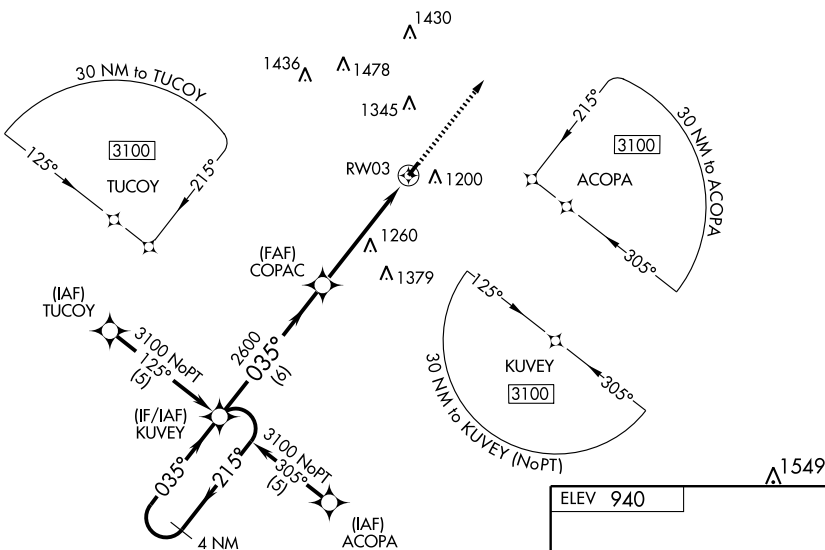 1430
1436
1478
1345
30 NM to TUCOY
3100
125°
215°
TUCOY
RW03
1200
215°
30 NM to ACOPA
3100
ACOPA
305°
1260
1379
(FAF)
COPAC
(IAF)
TUCOY
3100 NoPT
125°
(5)
2600
035°
(6)
(IF/IAF)
KUVEY
035°
215°
4 NM
3100 NoPT
305°
(5)
(IAF)
ACOPA
125°
KUVEY
3100
305°
30 NM to KUVEY (NoPT)
1549
ELEV 940